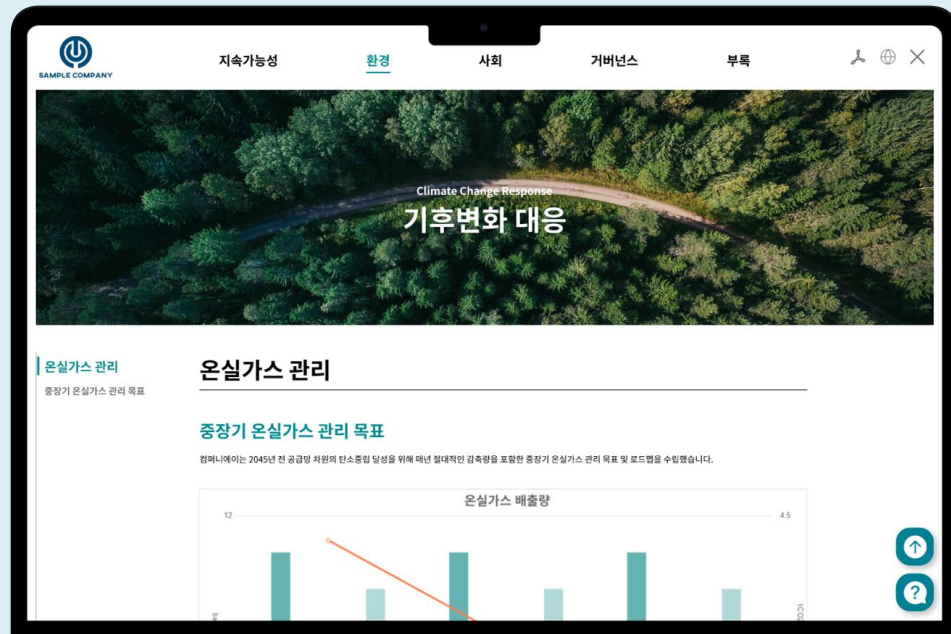 SAMPLE COMPANY
지속가능성
환경
사회
거버넌스
부록
Climate Change Response
기후변화 대응
온실가스 관리
중장기 온실가스 관리 목표
온실가스 관리
중장기 온실가스 관리 목표
컴퍼니에이는 2045년 전 공급망 차원의 탄소중립 달성을 위해 매년 절대적인 감축량을 포함한 중장기 온실가스 관리 목표 및 로드맵을 수립했습니다.
온실가스 배출량
12
4.5